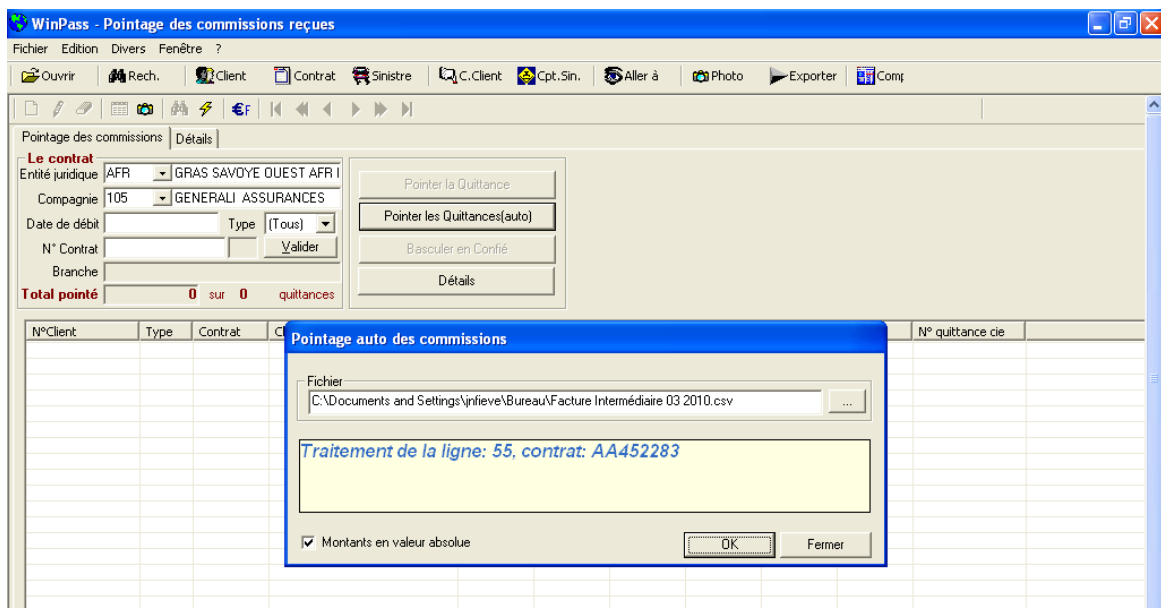 WinPass - Pointage des commissions reçues
Fichier Edition Divers Fenêtre ?
Ouvrir Rech. Client Contrat Sinistre C.Client Cpt.Sin. Aller à Photo Exporter Comp
€F
Pointage des commissions Détails
Le contrat
Entité juridique AFR GRAS SAVOYE OUEST AFR I
Pointer la Quittance
Compagnie 105 GENERALI ASSURANCES
Pointer les Quittances(auto)
Date de débit Type (Tous)
N° Contrat Valider
Basculer en Confié
Branche
Détails
Total pointé 0 sur 0 quittances
N°Client Type Contrat N° quittance cie
Pointage auto des commissions
Fichier
C:\Documents and Settings\jnfieve\Bureau\Facture Intermédiaire 03 2010.csv ...
Traitement de la ligne: 55, contrat: AA452283
Montants en valeur absolue OK Fermer